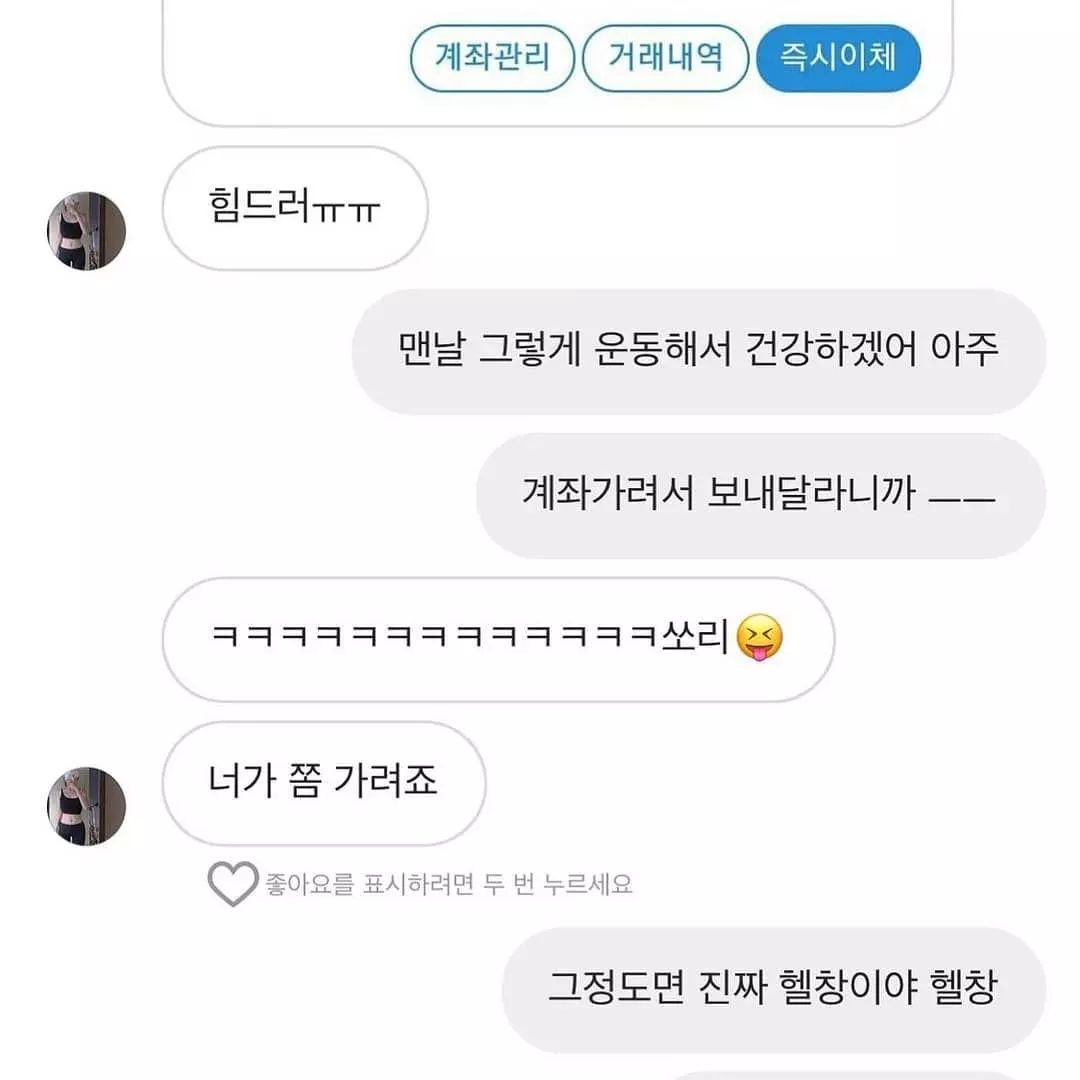 계좌관리 거래내역 즉시이체
힘드러ㅠㅠ
맨날 그렇게 운동해서 건강하겠어 아주
계좌가려서 보내달라니까 ㅡㅡ
ㅋㅋㅋㅋㅋㅋㅋㅋㅋㅋㅋㅋㅋ쏘리😝
너가 쫌 가려죠
좋아요를 표시하려면 두 번 누르세요
그정도면 진짜 헬창이야 헬창